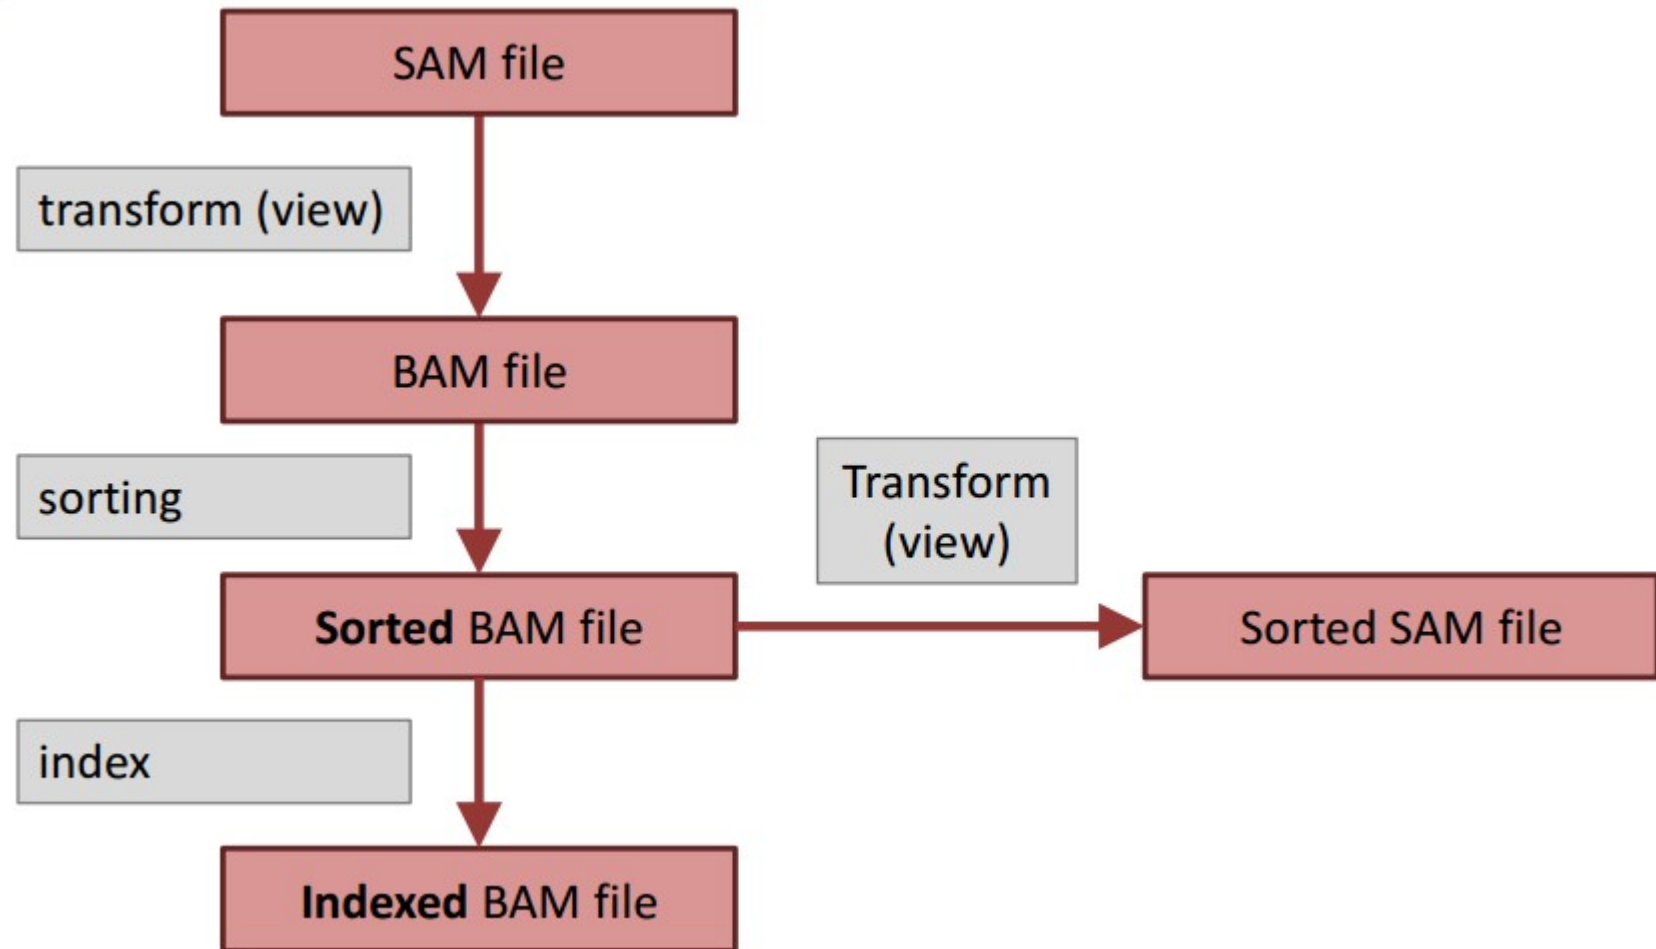 SAM file
transform (view)
BAM file
sorting
Transform
(view)
Sorted BAM file
Sorted SAM file
index
Indexed BAM file